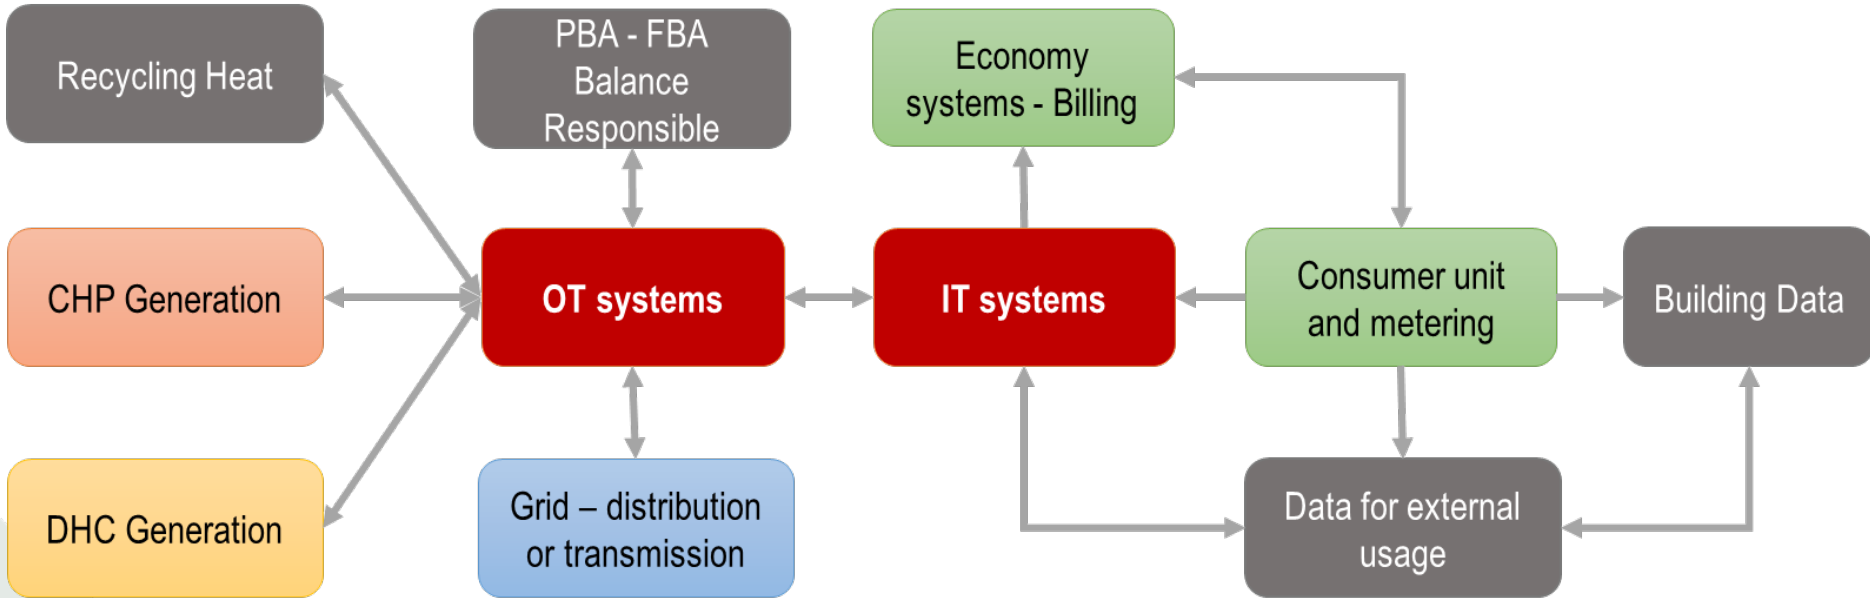 Recycling Heat
PBA - FBA
Balance
Responsible
Economy
systems - Billing
CHP Generation
OT systems
IT systems
Consumer unit
and metering
Building Data
DHC Generation
Grid – distribution
or transmission
Data for external
usage